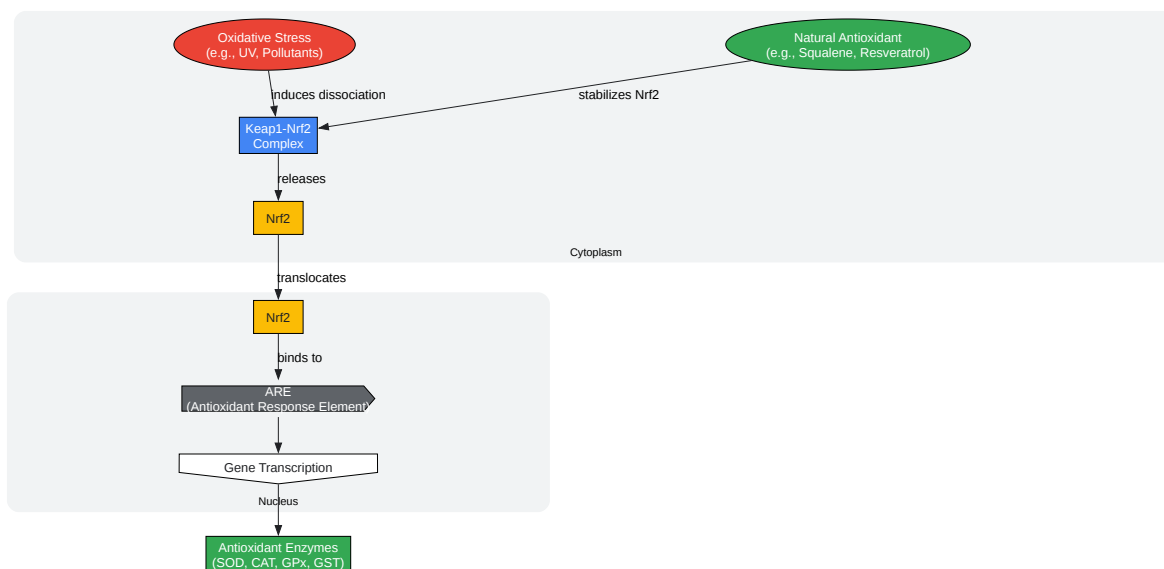 Oxidative Stress
(e.g., UV, Pollutants)
Natural Antioxidant
(e.g., Squalene, Resveratrol)
induces dissociation
stabilizes Nrf2
Keap1-Nrf2
Complex
releases
Nrf2
Cytoplasm
translocates
Nrf2
binds to
ARE
(Antioxidant Response Element)
Gene Transcription
Nucleus
Antioxidant Enzymes
(SOD, CAT, GPx, GST)